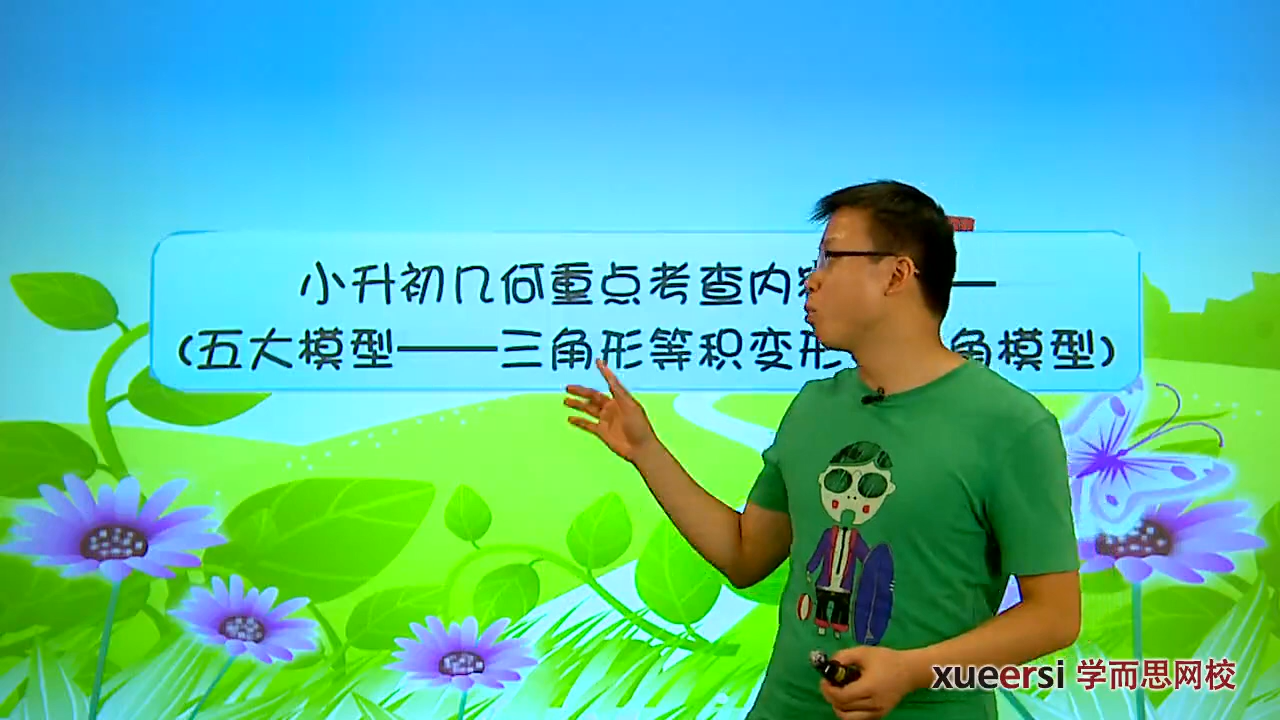 小升初几何重点考查内容——
(五大模型——三角形等积变形 角模型)
xueersi 学而思网校